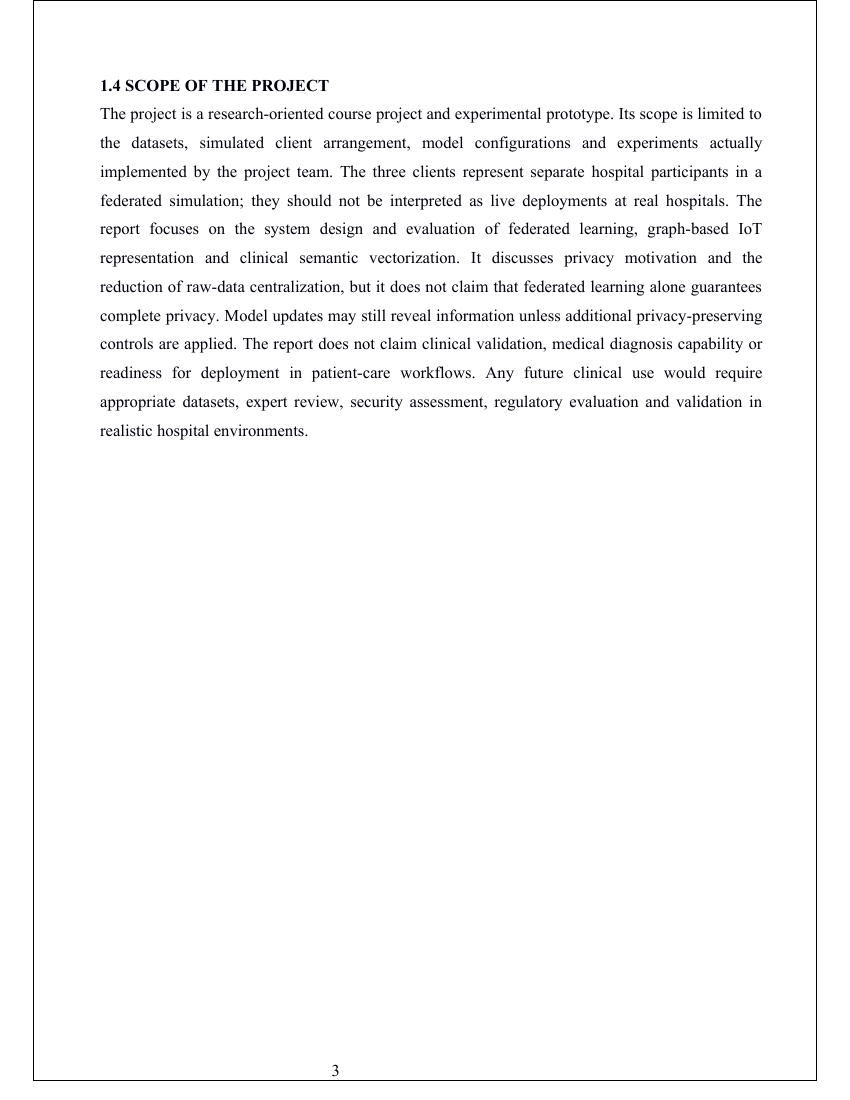 1.4 SCOPE OF THE PROJECT
The project is a research-oriented course project and experimental prototype. Its scope is limited to
the datasets, simulated client arrangement, model configurations and experiments actually
implemented by the project team. The three clients represent separate hospital participants in a
federated simulation; they should not be interpreted as live deployments at real hospitals. The
report focuses on the system design and evaluation of federated learning, graph-based IoT
representation and clinical semantic vectorization. It discusses privacy motivation and the
reduction of raw-data centralization, but it does not claim that federated learning alone guarantees
complete privacy. Model updates may still reveal information unless additional privacy-preserving
controls are applied. The report does not claim clinical validation, medical diagnosis capability or
readiness for deployment in patient-care workflows. Any future clinical use would require
appropriate datasets, expert review, security assessment, regulatory evaluation and validation in
realistic hospital environments.
3